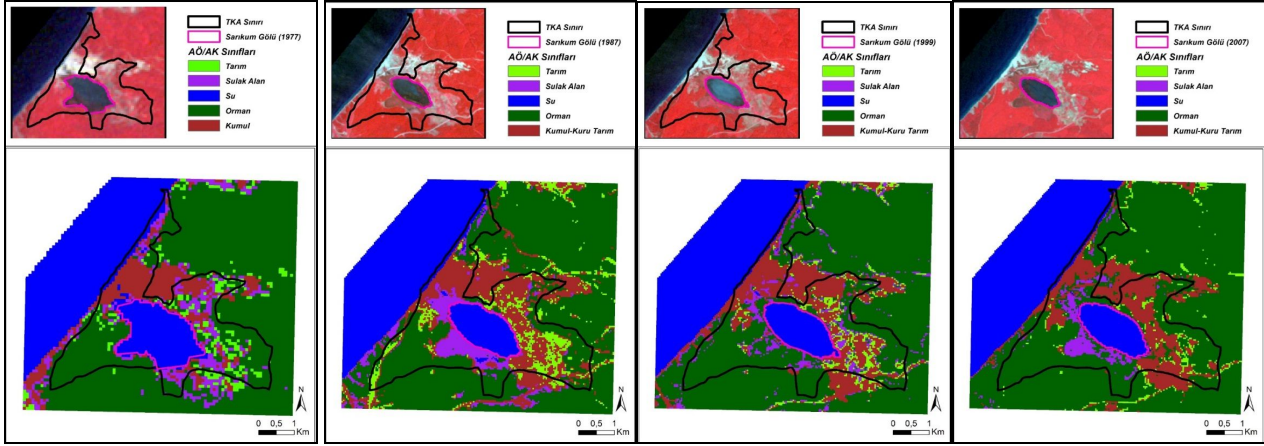 TKA Sınırı
Sarıkum Gölü (1977)
AÖ/AK Sınıfları
Tarım
Sulak Alan
Su
Orman
Kumul
N
0 0,5 1
Km
TKA Sınırı
Sarıkum Gölü (1987)
AÖ/AK Sınıfları
Tarım
Sulak Alan
Su
Orman
Kumul-Kuru Tarım
N
0 0,5 1
Km
TKA Sınırı
Sarıkum Gölü (1999)
AÖ/AK Sınıfları
Tarım
Sulak Alan
Su
Orman
Kumul-Kuru Tarım
N
0 0,5 1
Km
TKA Sınırı
Sarıkum Gölü (2007)
AÖ/AK Sınıfları
Tarım
Sulak Alan
Su
Orman
Kumul-Kuru Tarım
N
0 0,5 1
Km